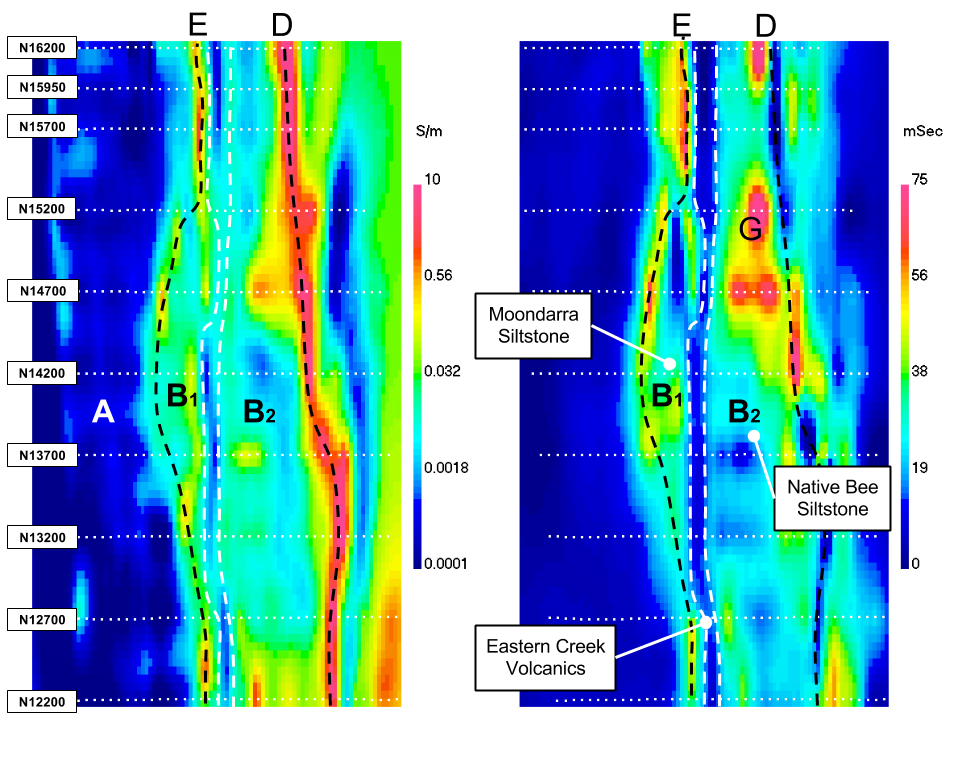 E D
E D
N16200
N15950
N15700
N15200
N14700
N14200
N13700
N13200
N12700
N12200
S/m
10
0.56
0.032
0.0018
0.0001
mSec
75
56
38
19
0
A
B1
B2
G
B1
B2
Moondarra
Siltstone
Native Bee
Siltstone
Eastern Creek
Volcanics